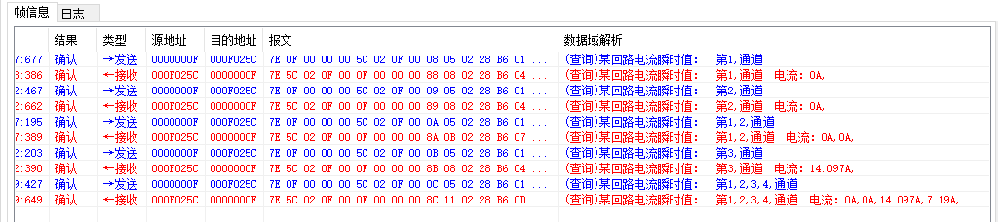 帧信息 日志
结果 类型 源地址 目的地址 报文 数据域解析
7:677 确认 →发送 0000000F 000F025C 7E 0F 00 00 00 5C 02 0F 00 08 05 02 28 B6 01 ... (查询)某回路电流瞬时值: 第1,通道
3:386 确认 ←接收 000F025C 0000000F 7E 5C 02 0F 00 0F 00 00 00 88 08 02 28 B6 04 ... (查询)某回路电流瞬时值: 第1,通道 电流: 0A,
2:467 确认 →发送 0000000F 000F025C 7E 0F 00 00 00 5C 02 0F 00 09 05 02 28 B6 01 ... (查询)某回路电流瞬时值: 第2,通道
2:662 确认 ←接收 000F025C 0000000F 7E 5C 02 0F 00 0F 00 00 00 89 08 02 28 B6 04 ... (查询)某回路电流瞬时值: 第2,通道 电流: 0A,
7:195 确认 →发送 0000000F 000F025C 7E 0F 00 00 00 5C 02 0F 00 0A 05 02 28 B6 01 ... (查询)某回路电流瞬时值: 第1,2,通道
7:389 确认 ←接收 000F025C 0000000F 7E 5C 02 0F 00 0F 00 00 00 8A 0B 02 28 B6 07 ... (查询)某回路电流瞬时值: 第1,2,通道 电流: 0A,0A,
2:203 确认 →发送 0000000F 000F025C 7E 0F 00 00 00 5C 02 0F 00 0B 05 02 28 B6 01 ... (查询)某回路电流瞬时值: 第3,通道
2:390 确认 ←接收 000F025C 0000000F 7E 5C 02 0F 00 0F 00 00 00 8B 08 02 28 B6 04 ... (查询)某回路电流瞬时值: 第3,通道 电流: 14.097A,
9:427 确认 →发送 0000000F 000F025C 7E 0F 00 00 00 5C 02 0F 00 0C 05 02 28 B6 01 ... (查询)某回路电流瞬时值: 第1,2,3,4,通道
9:649 确认 ←接收 000F025C 0000000F 7E 5C 02 0F 00 0F 00 00 00 8C 11 02 28 B6 0D ... (查询)某回路电流瞬时值: 第1,2,3,4,通道 电流: 0A,0A,14.097A,7.19A,